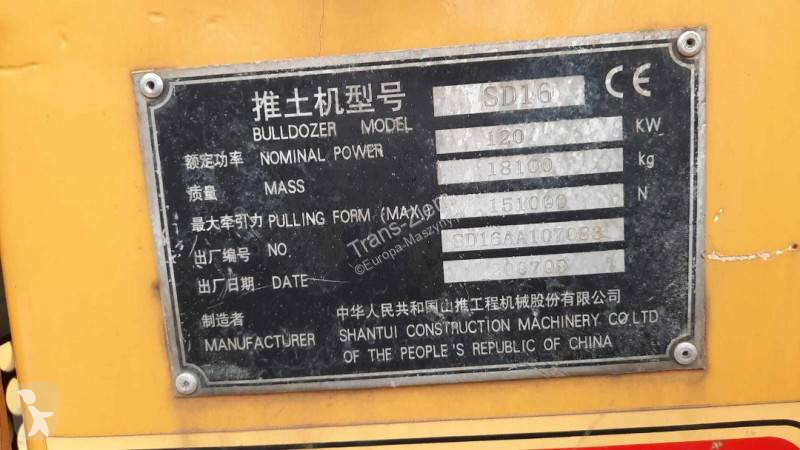 推土机型号 SD16 CE
BULLDOZER MODEL
额定功率 NOMINAL POWER 120 KW
质量 MASS 18100 kg
最大牵引力 PULLING FORM (MAX) 151000 N
出厂编号 NO.
出厂日期 DATE
制造者 中华人民共和国山推工程机械股份有限公司
MANUFACTURER SHANTUI CONSTRUCTION MACHINERY CO.LTD
OF THE PEOPLE'S REPUBLIC OF CHINA
©Europa-Maszyny